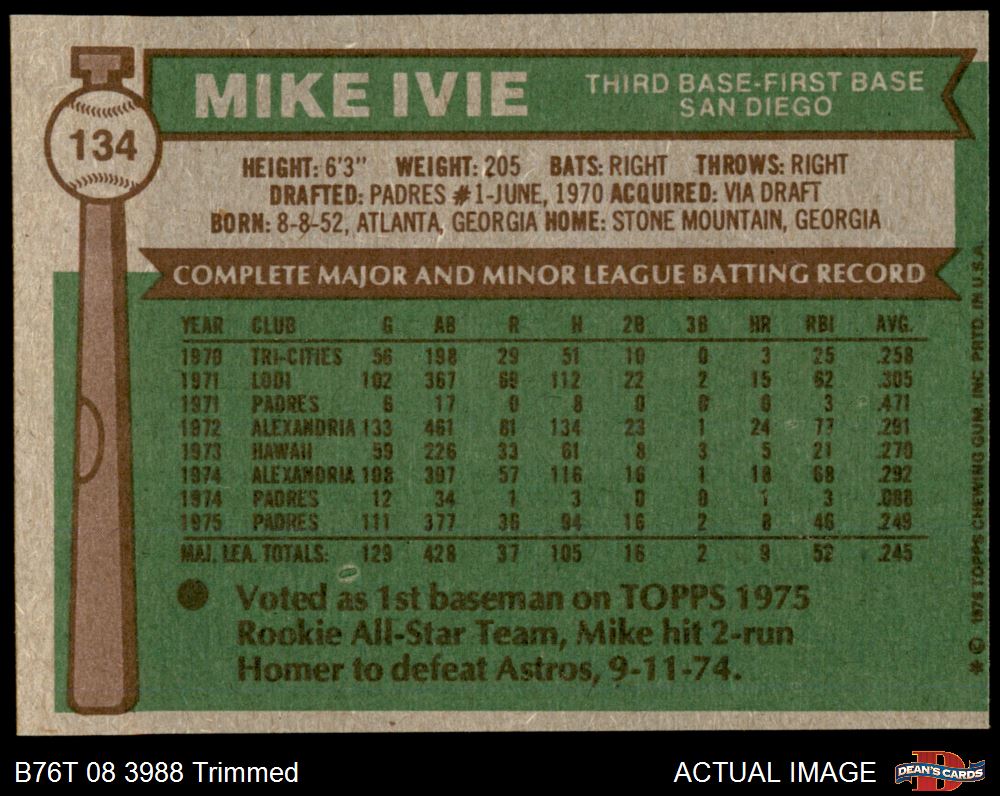 MIKE IVIE
THIRD BASE-FIRST BASE
SAN DIEGO
134
HEIGHT: 6'3" WEIGHT: 205 BATS: RIGHT THROWS: RIGHT
DRAFTED: PADRES #1-JUNE, 1970 ACQUIRED: VIA DRAFT
BORN: 8-8-52, ATLANTA, GEORGIA HOME: STONE MOUNTAIN, GEORGIA
COMPLETE MAJOR AND MINOR LEAGUE BATTING RECORD
YEAR CLUB G AB R H 2B 3B HR RBI AVG.
1970 TRI-CITIES 56 198 29 51 10 0 3 25 .258
1971 LODI 102 367 69 112 22 2 15 62 .305
1971 PADRES 6 17 0 8 0 0 0 3 .471
1972 ALEXANDRIA 133 461 81 134 23 1 24 77 .291
1973 HAWAII 59 226 33 61 8 3 5 21 .270
1974 ALEXANDRIA 108 397 57 116 16 1 18 68 .292
1974 PADRES 12 34 1 3 0 0 1 3 .088
1975 PADRES 111 377 36 94 16 2 8 46 .249
MAJ. LEA. TOTALS: 129 428 37 105 16 2 9 52 .245
Voted as 1st baseman on TOPPS 1975
Rookie All-Star Team, Mike hit 2-run
Homer to defeat Astros, 9-11-74.
* © 1976 TOPPS CHEWING GUM, INC PRTD. IN U.S.A.
B76T 08 3988 Trimmed
ACTUAL IMAGE
DEAN'S CARDS